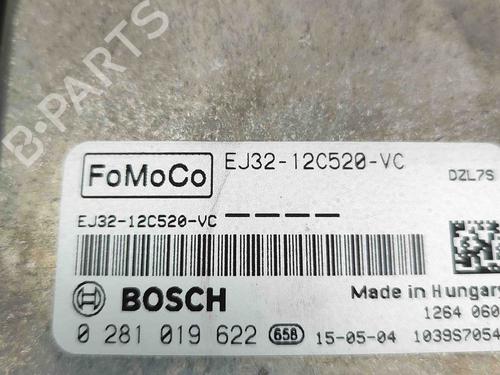 B-PARTS
FoMoCo
EJ32-12C520-VC
DZL7S
EJ32-12C520-VC
BOSCH
Made in Hungary
1264 060
0 281 019 622 658 15-05-04 1039S7054